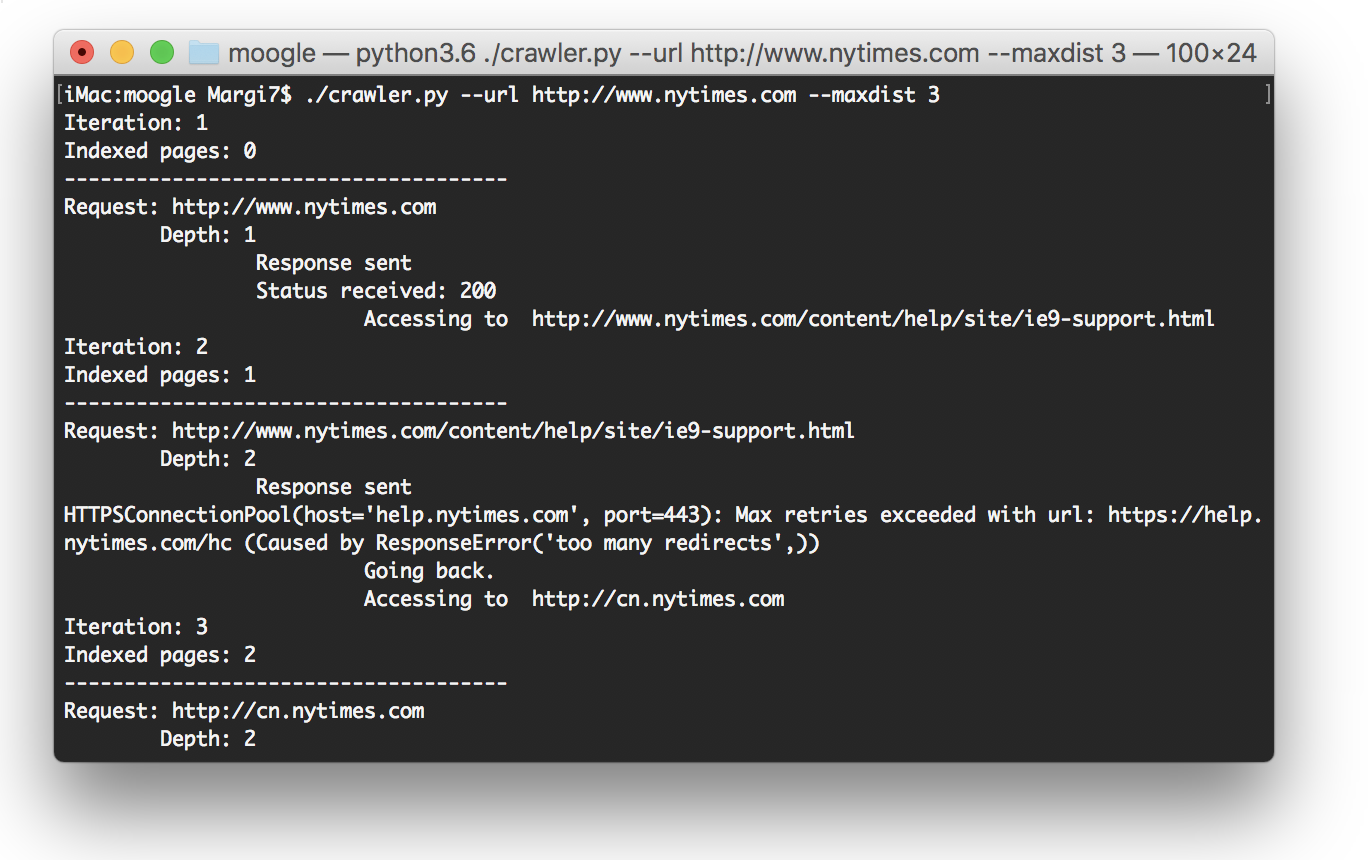 moogle — python3.6 ./crawler.py --url http://www.nytimes.com --maxdist 3 — 100×24
[iMac:moogle Margi7$ ./crawler.py --url http://www.nytimes.com --maxdist 3 ]
Iteration: 1
Indexed pages: 0
-------------------------------------
Request: http://www.nytimes.com
Depth: 1
Response sent
Status received: 200
Accessing to  http://www.nytimes.com/content/help/site/ie9-support.html
Iteration: 2
Indexed pages: 1
-------------------------------------
Request: http://www.nytimes.com/content/help/site/ie9-support.html
Depth: 2
Response sent
HTTPSConnectionPool(host='help.nytimes.com', port=443): Max retries exceeded with url: https://help.
nytimes.com/hc (Caused by ResponseError('too many redirects',))
Going back.
Accessing to  http://cn.nytimes.com
Iteration: 3
Indexed pages: 2
-------------------------------------
Request: http://cn.nytimes.com
Depth: 2